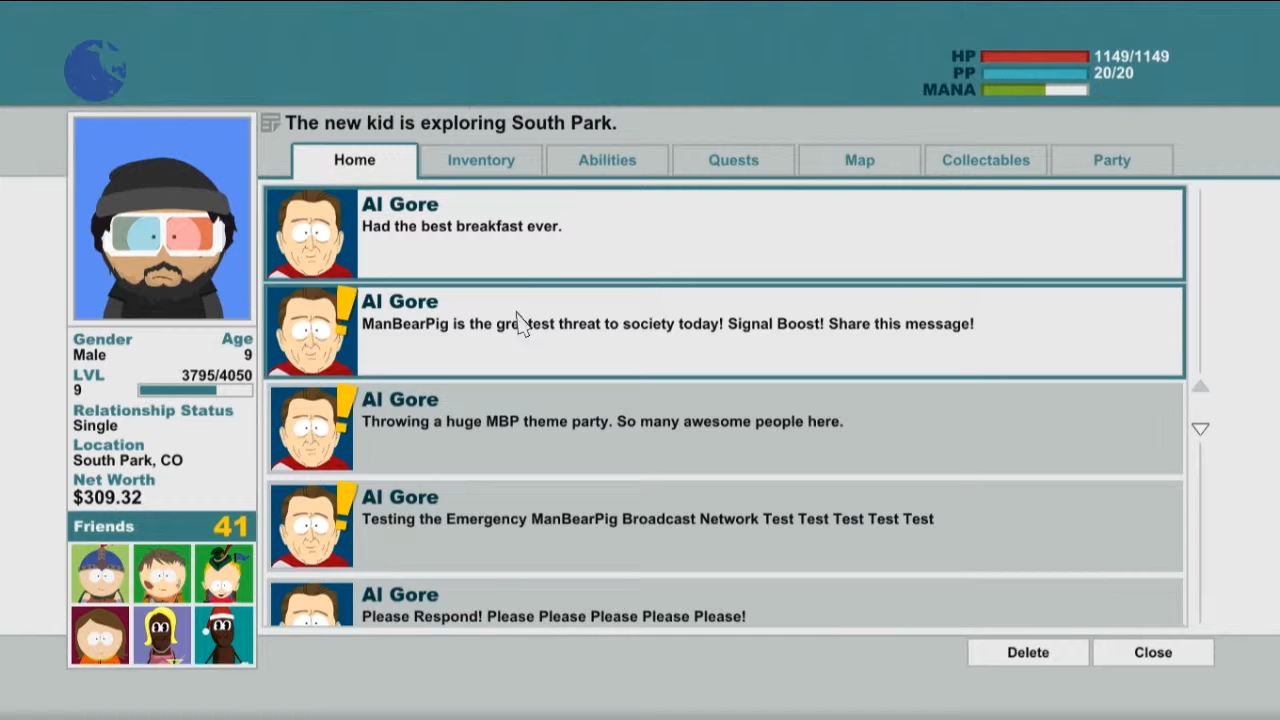 HP 1149/1149
PP 20/20
MANA
The new kid is exploring South Park.
Home Inventory Abilities Quests Map Collectables Party
Al Gore
Had the best breakfast ever.
Al Gore
ManBearPig is the greatest threat to society today! Signal Boost! Share this message!
Al Gore
Throwing a huge MBP theme party. So many awesome people here.
Al Gore
Testing the Emergency ManBearPig Broadcast Network Test Test Test Test Test
Al Gore
Please Respond! Please Please Please Please Please!
Gender Age
Male 9
LVL 3795/4050
9
Relationship Status
Single
Location
South Park, CO
Net Worth
$309.32
Friends 41
Delete Close